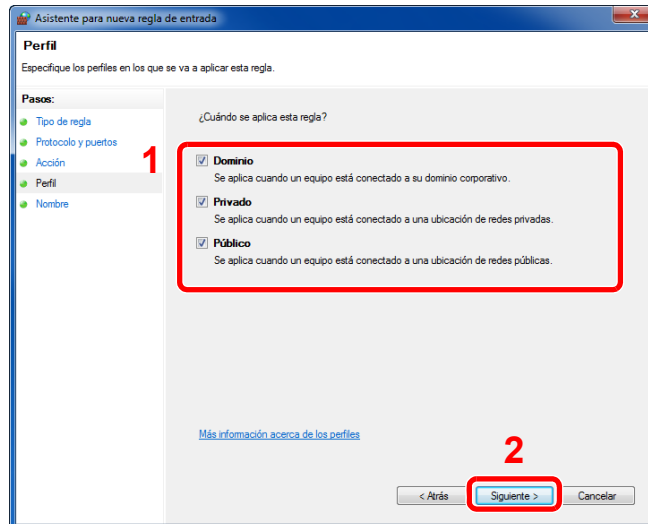 Asistente para nueva regla de entrada
Perfil
Especifique los perfiles en los que se va a aplicar esta regla.
Pasos:
Tipo de regla
Protocolo y puertos
Acción
Perfil
Nombre
¿Cuándo se aplica esta regla?
1
Dominio
Se aplica cuando un equipo está conectado a su dominio corporativo.
Privado
Se aplica cuando un equipo está conectado a una ubicación de redes privadas.
Público
Se aplica cuando un equipo está conectado a una ubicación de redes públicas.
Más información acerca de los perfiles
2
< Atrás Siguiente > Cancelar